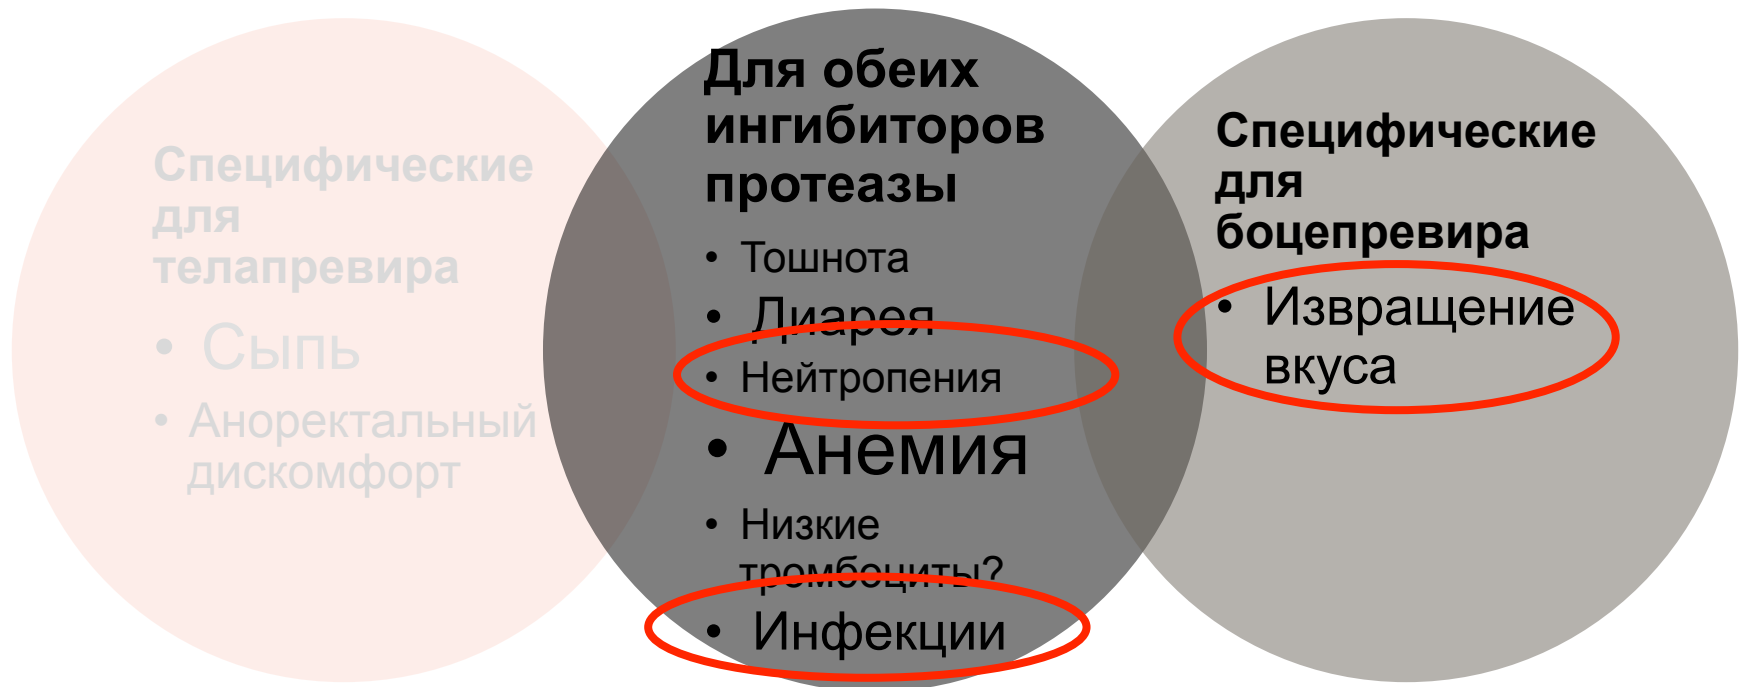 Специфические
для
телапревира
• Сыпь
• Аноректальный
дискомфорт
Для обеих
ингибиторов
протеазы
• Тошнота
• Диарея
• Нейтропения
• Анемия
• Низкие
тромбоциты?
• Инфекции
Специфические
для
боцепревира
• Извращение
вкуса